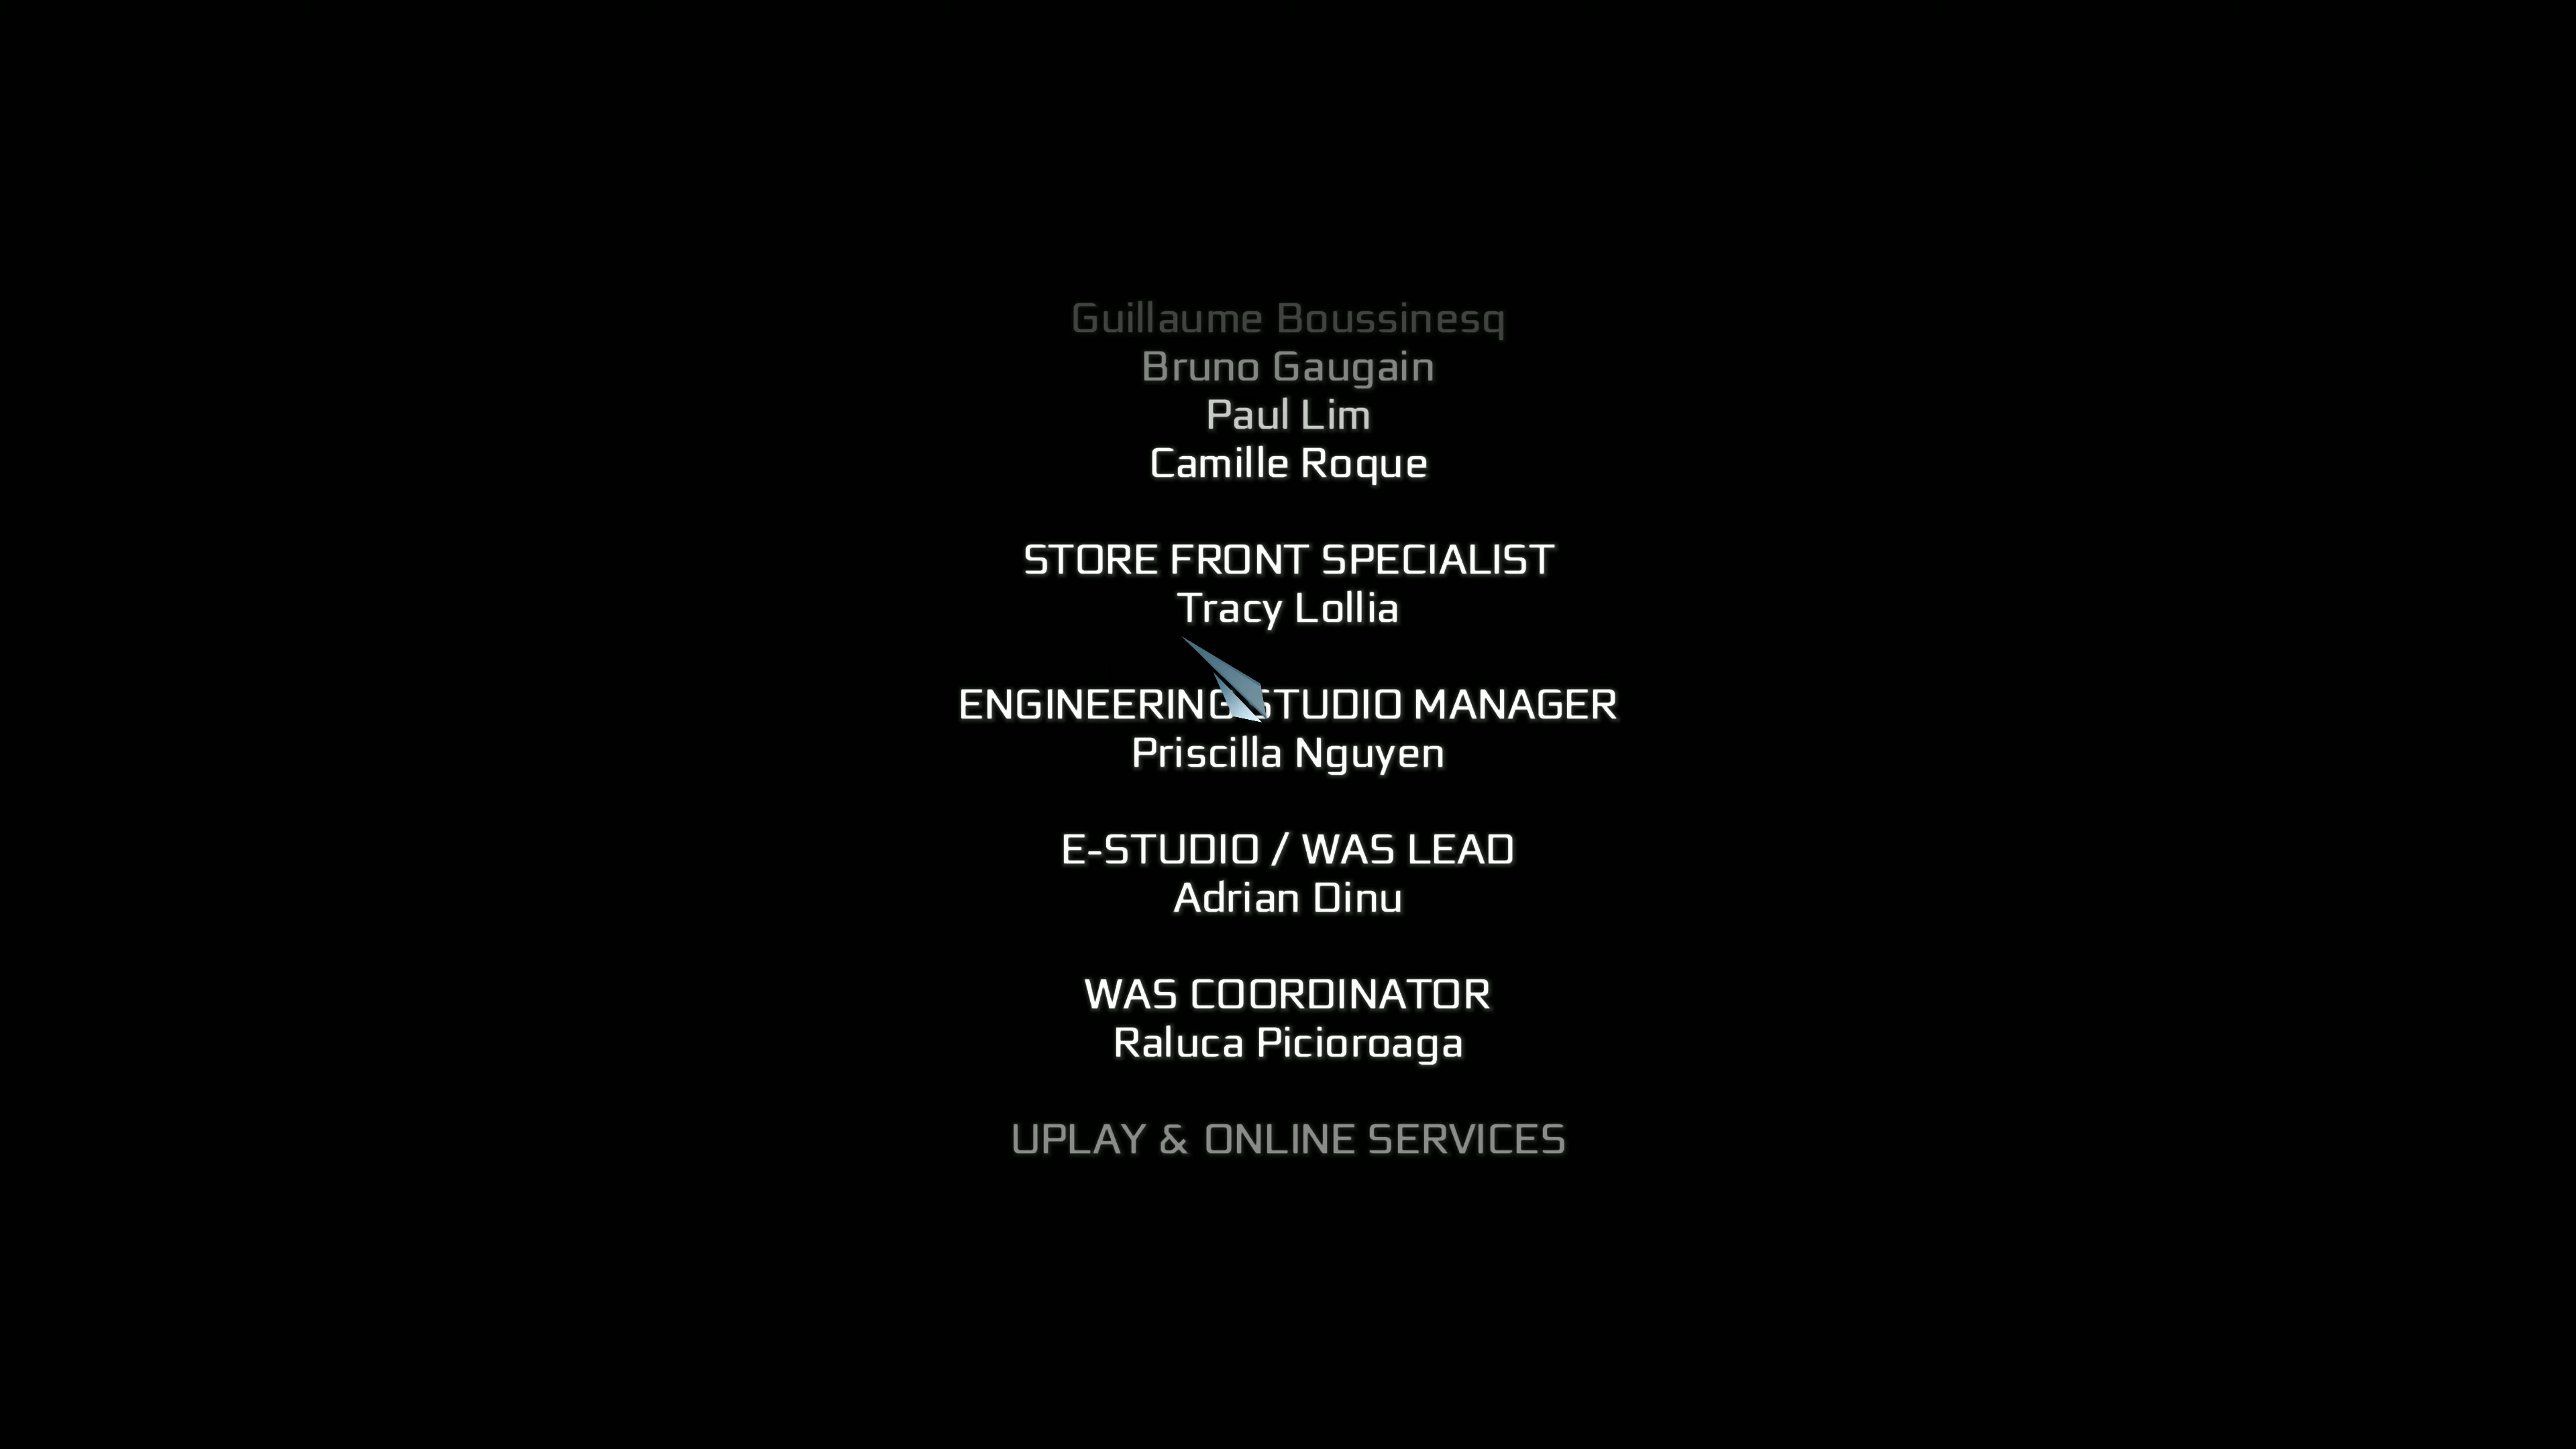 Guillaume Boussinesq
Bruno Gaugain
Paul Lim
Camille Roque
STORE FRONT SPECIALIST
Tracy Lollia
ENGINEERING STUDIO MANAGER
Priscilla Nguyen
E-STUDIO / WAS LEAD
Adrian Dinu
WAS COORDINATOR
Raluca Picioroaga
UPLAY & ONLINE SERVICES